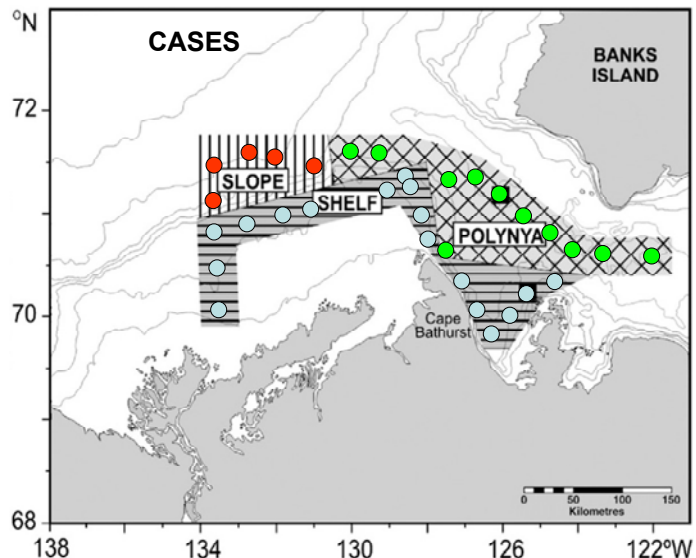 °N
CASES
BANKS
ISLAND
72
SLOPE
SHELF
POLYNYA
70
Cape
Bathurst
0 50 100 150
Kilometres
68
138 134 130 126 122°W